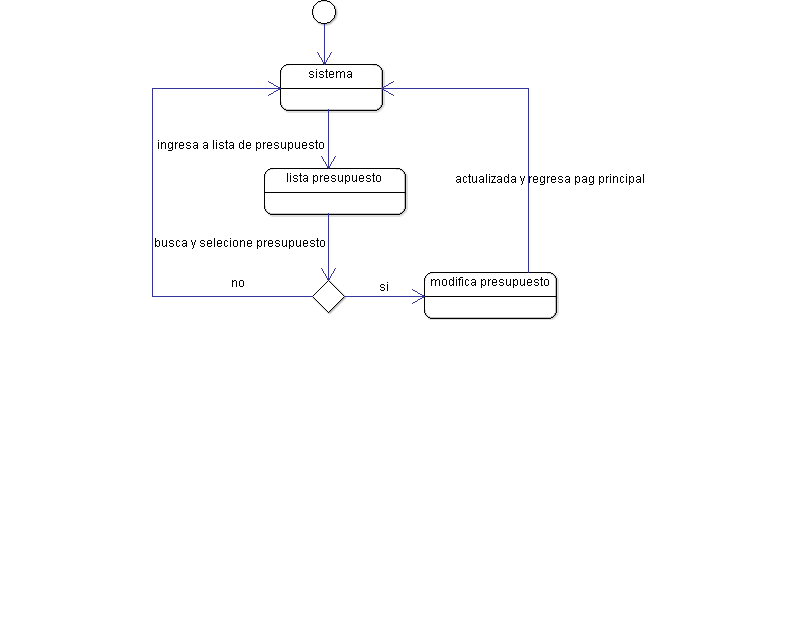 sistema
ingresa a lista de presupuesto
lista presupuesto
actualizada y regresa pag principal
busca y selecione presupuesto
no
si
modifica presupuesto